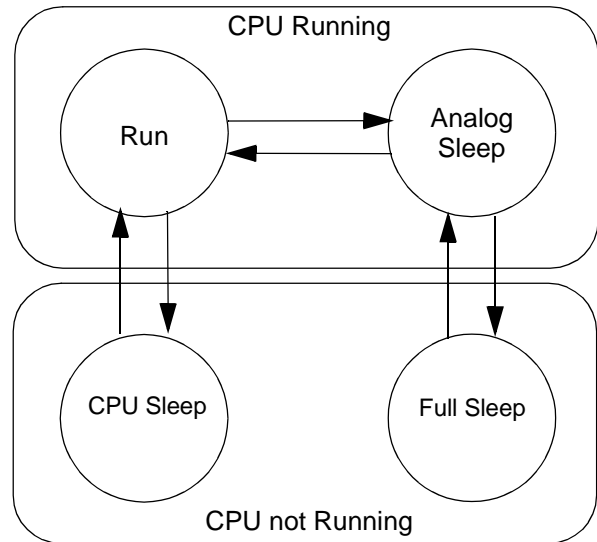 CPU Running
Run
Analog
Sleep
CPU Sleep
Full Sleep
CPU not Running